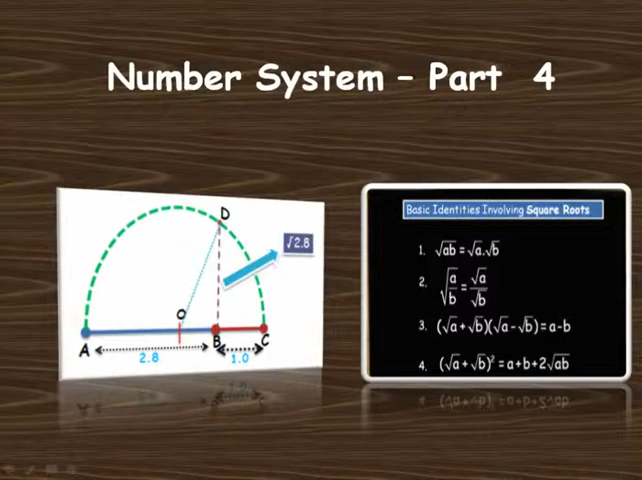 Number System – Part 4
D
√2.8
O
A
B
C
2.8
1.0
Basic Identities Involving Square Roots
1. √ab = √a.√b
2. √(a/b) = √a/√b
3. (√a + √b)(√a - √b) = a - b
4. (√a + √b)² = a + b + 2√ab